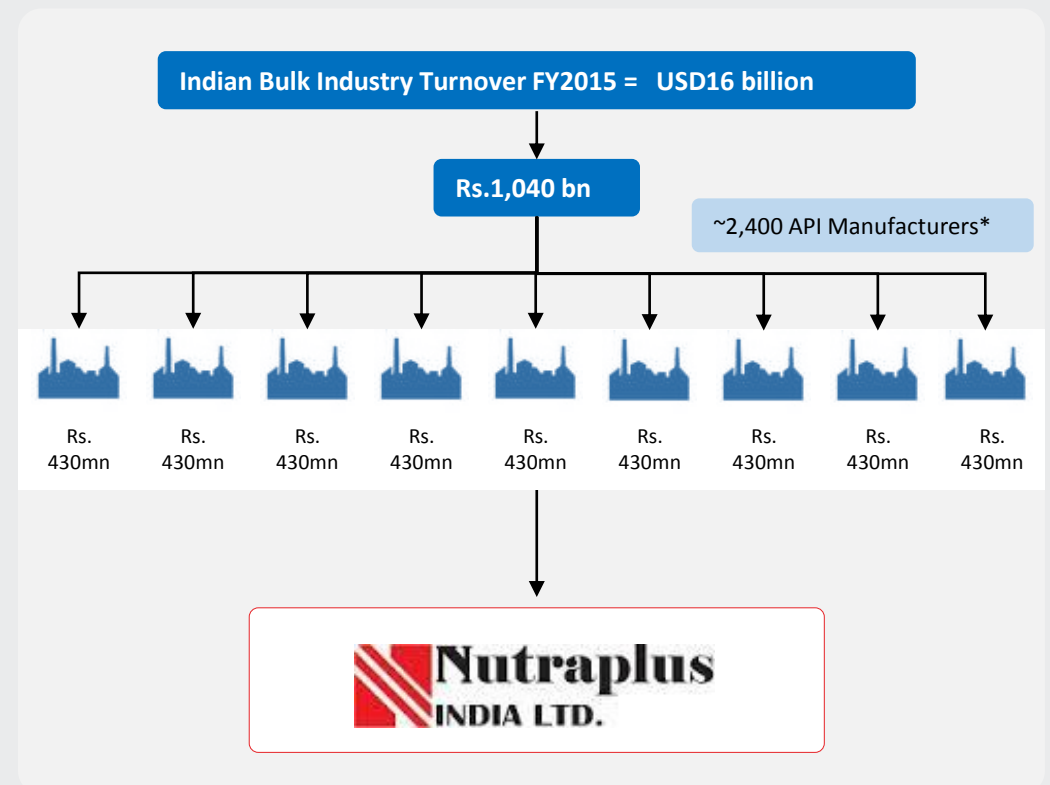 Indian Bulk Industry Turnover FY2015 = USD16 billion
Rs.1,040 bn
~2,400 API Manufacturers*
Rs. Rs. Rs. Rs. Rs. Rs. Rs. Rs. Rs.
430mn 430mn 430mn 430mn 430mn 430mn 430mn 430mn 430mn
Nutraplus
INDIA LTD.